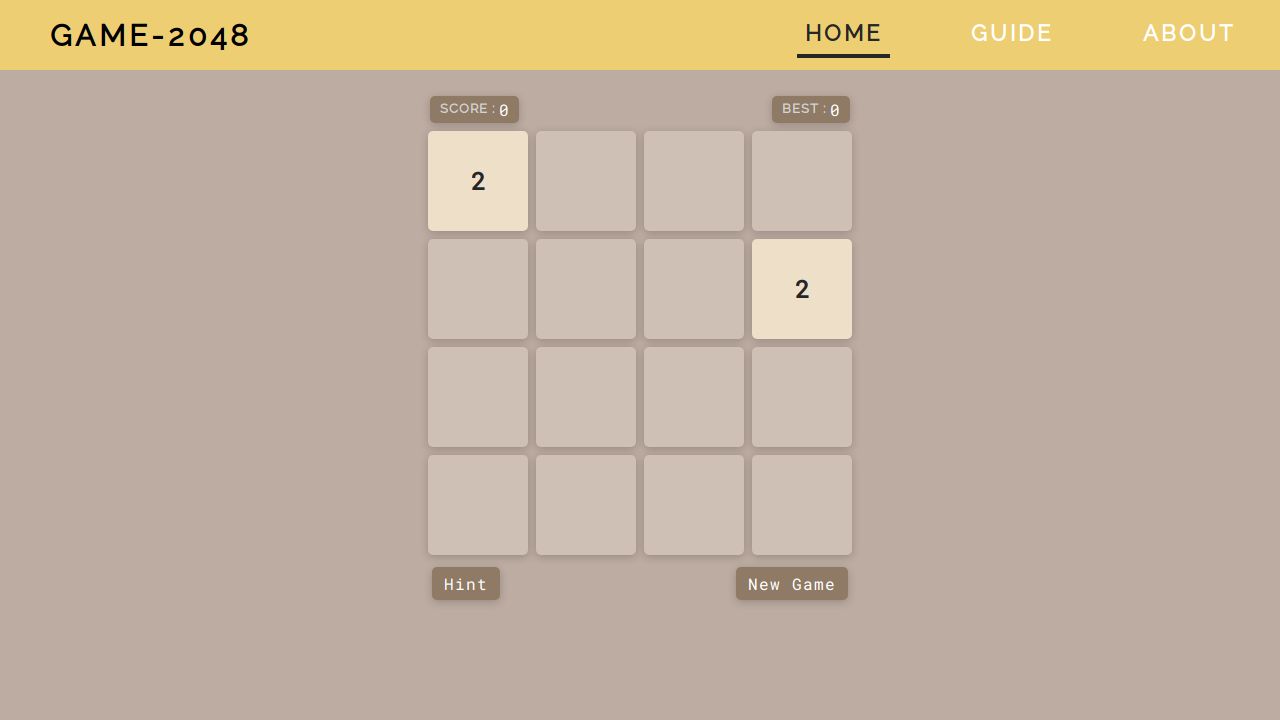 GAME-2048 HOME GUIDE ABOUT
SCORE : 0 BEST : 0
2
2
Hint New Game